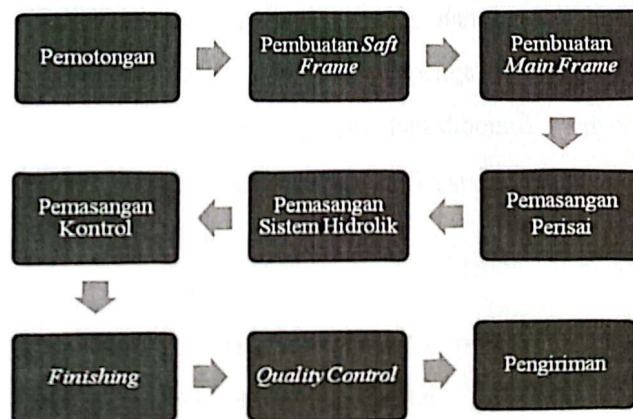 Pemotongan
Pembuatan Saft
Frame
Pembuatan
Main Frame
Pemasangan
Perisai
Pemasangan
Sistem Hidrolik
Pemasangan
Kontrol
Finishing
Quality Control
Pengiriman